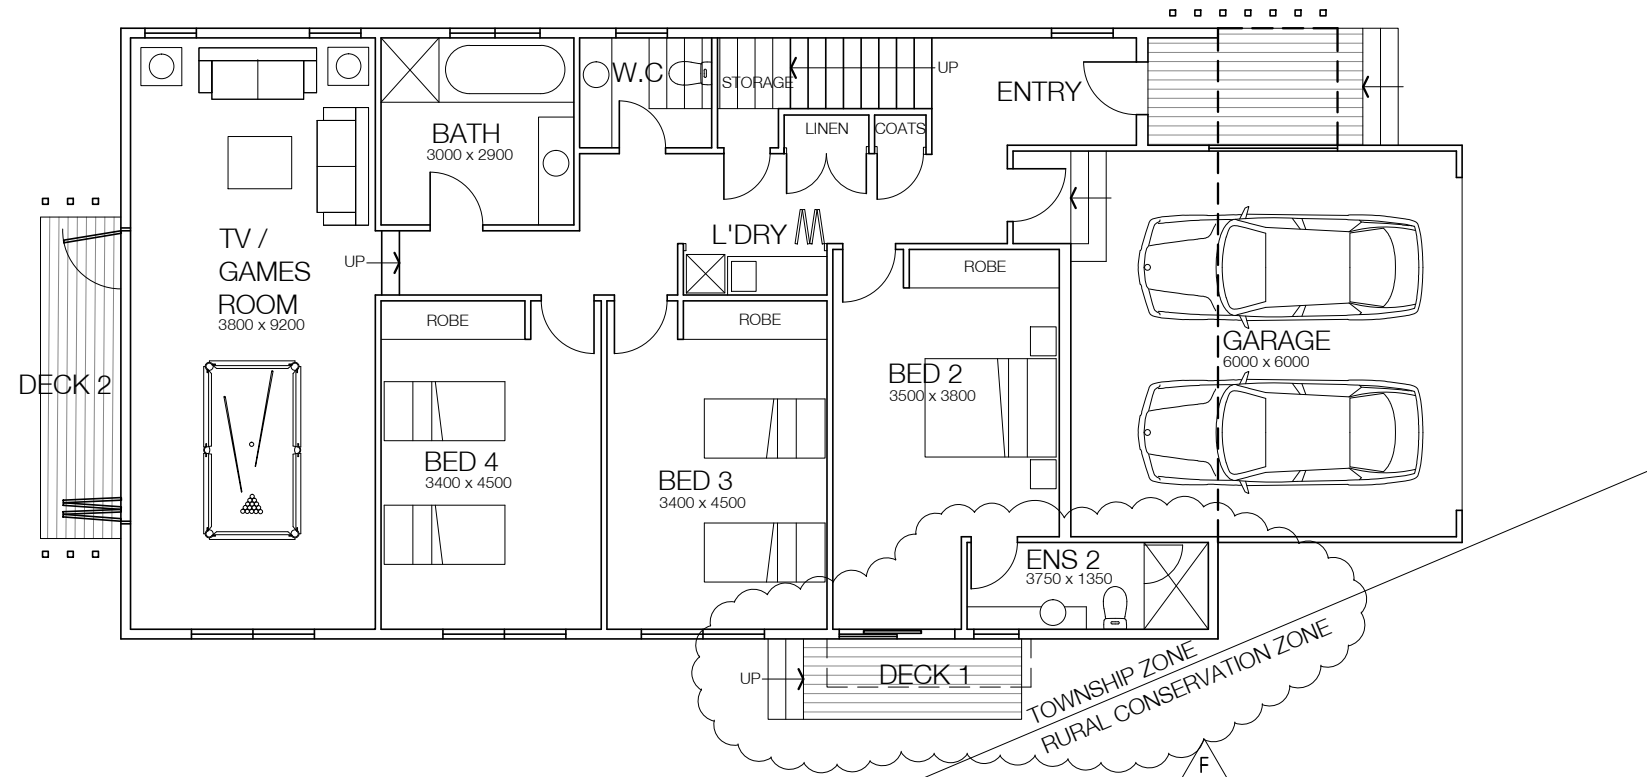 W.C
STORAGE
UP
ENTRY
BATH
3000 x 2900
LINEN
COATS
TV /
GAMES
ROOM
3800 x 9200
UP
L'DRY
ROBE
ROBE
ROBE
GARAGE
6000 x 6000
DECK 2
BED 2
3500 x 3800
BED 4
3400 x 4500
BED 3
3400 x 4500
ENS 2
3750 x 1350
UP
DECK 1
TOWNSHIP ZONE
RURAL CONSERVATION ZONE
F